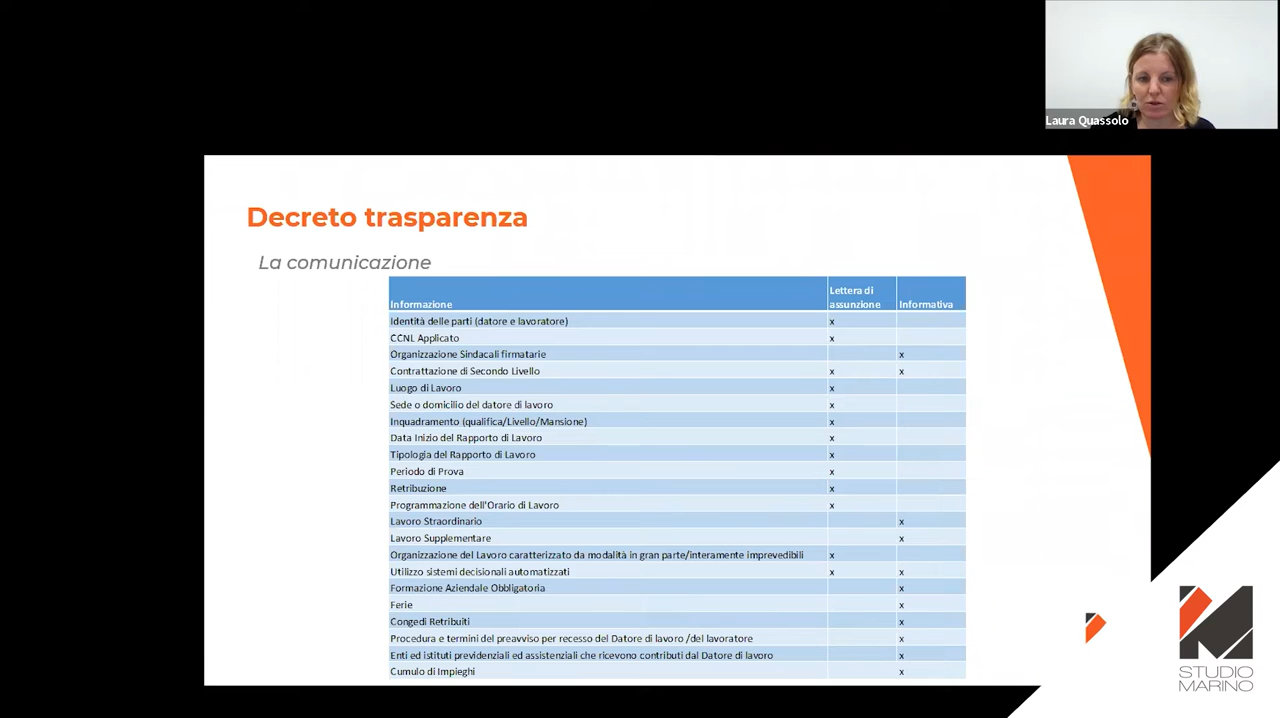 Laura Quassolo
Decreto trasparenza
La comunicazione
Informazione Lettera di assunzione Informativa
Identità delle parti (datore e lavoratore) x
CCNL Applicato x
Organizzazione Sindacali firmatarie x
Contrattazione di Secondo Livello x x
Luogo di Lavoro x
Sede o domicilio del datore di lavoro x
Inquadramento (qualifica/Livello/Mansione) x
Data Inizio del Rapporto di Lavoro x
Tipologia del Rapporto di Lavoro x
Periodo di Prova x
Retribuzione x
Programmazione dell'Orario di Lavoro x
Lavoro Straordinario x
Lavoro Supplementare x
Organizzazione del Lavoro caratterizzato da modalità in gran parte/interamente imprevedibili x
Utilizzo sistemi decisionali automatizzati x x
Formazione Aziendale Obbligatoria x
Ferie x
Congedi Retribuiti x
Procedura e termini del preavviso per recesso del Datore di lavoro /del lavoratore x
Enti ed istituti previdenziali ed assistenziali che ricevono contributi dal Datore di lavoro x
Cumulo di Impieghi x
STUDIO
MARINO